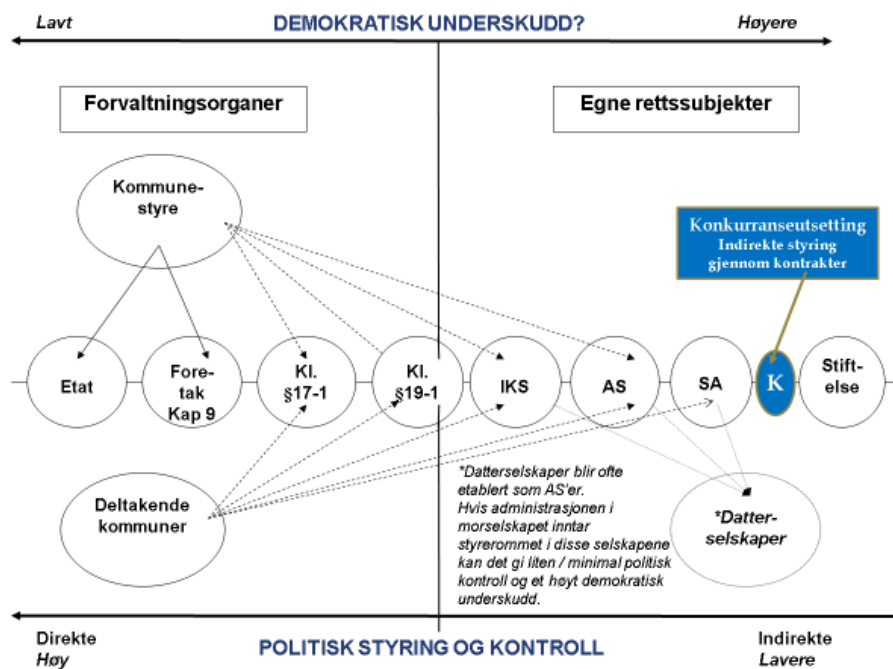 Lavt
DEMOKRATISK UNDERSKUDD?
Høyere
Forvaltningsorganer
Egne rettssubjekter
Kommune-
styre
Konkurranseutsetting
Indirekte styring
gjennom kontrakter
Etat
Fore-
tak
Kap 9
Kl.
§17-1
Kl.
§19-1
IKS
AS
SA
K
Stift-
else
Deltakende
kommuner
*Datterselskaper blir ofte
etablert som AS'er.
Hvis administrasjonen i
morselskapet inntar
styrerommet i disse selskapene
kan det gi liten / minimal politisk
kontroll og et høyt demokratisk
underskudd.
*Datter-
selskaper
Direkte
Høy
POLITISK STYRING OG KONTROLL
Indirekte
Lavere